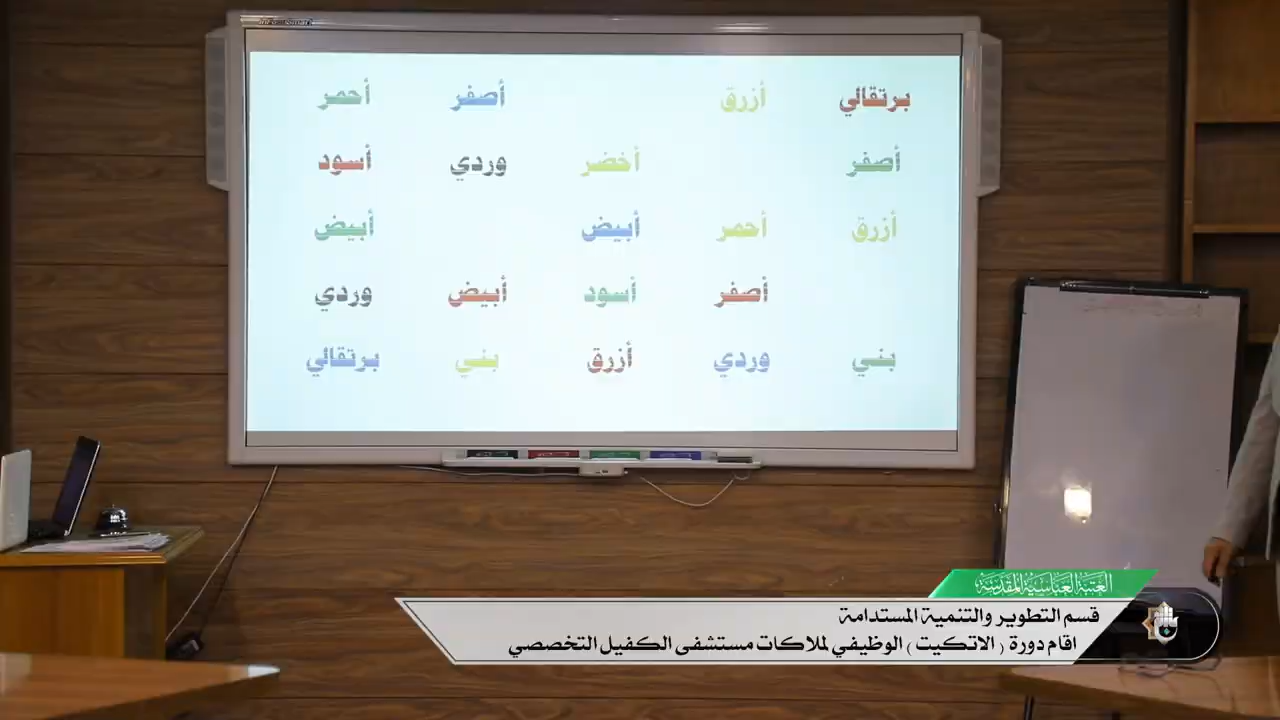 برتقالي أزرق أصفر أحمر
أصفر أخضر وردي أسود
أزرق أحمر أبيض أبيض
أصفر أسود أبيض وردي
بني وردي أزرق بني برتقالي
العتبة العباسية المقدسة
قسم التطوير والتنمية المستدامة
اقام دورة ( الاتكيت ) الوظيفي لملاكات مستشفى الكفيل التخصصي